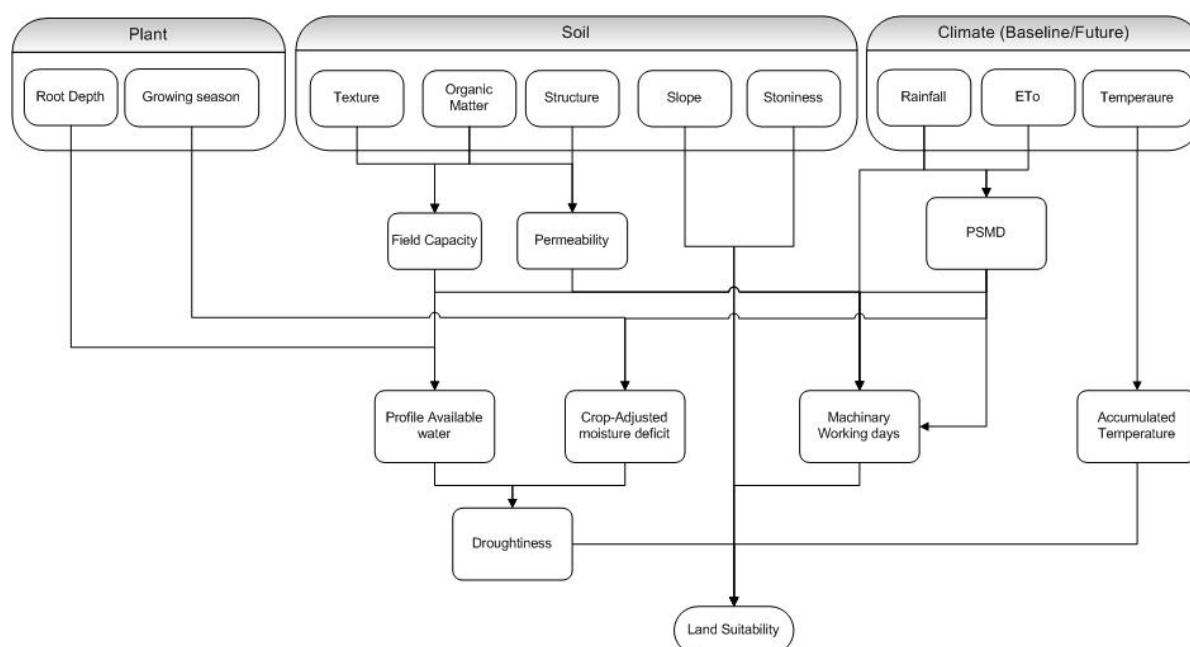 Plant
Soil
Climate (Baseline/Future)
Root Depth
Growing season
Texture
Organic
Matter
Structure
Slope
Stoniness
Rainfall
ETo
Temperaure
Field Capacity
Permeability
PSMD
Profile Available
water
Crop-Adjusted
moisture deficit
Machinary
Working days
Accumulated
Temperature
Droughtiness
Land Suitability